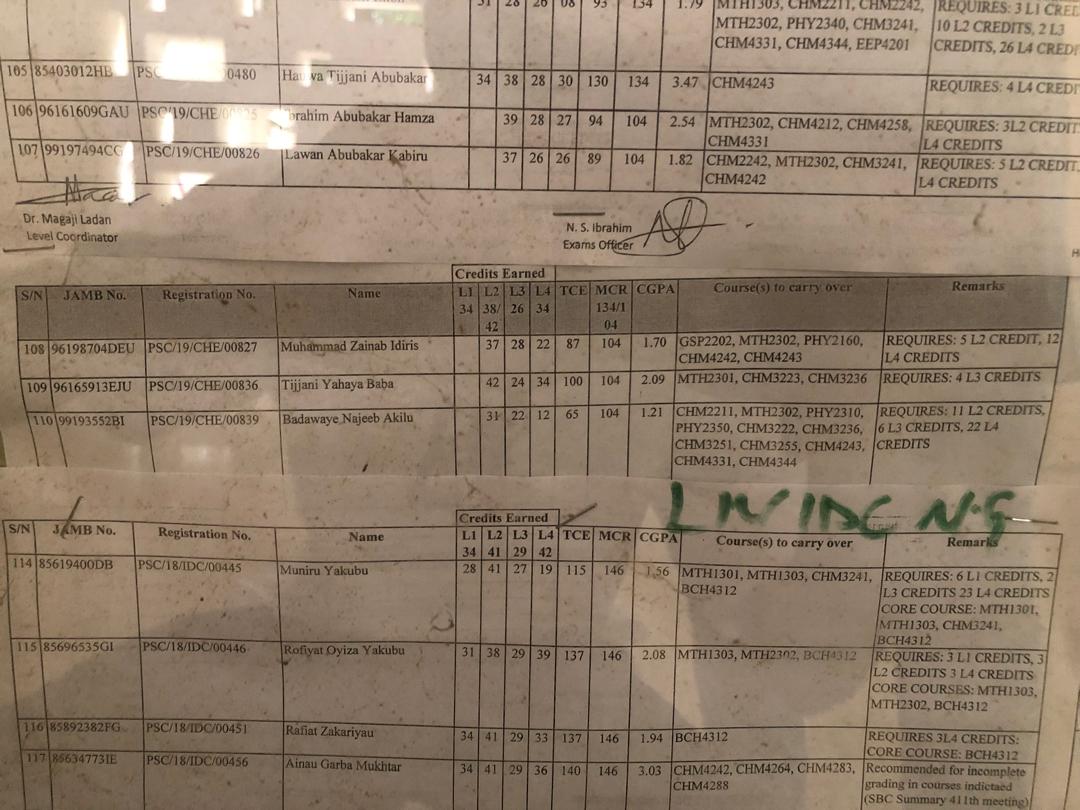 31 28 26 08 93 134 1.79 MTH1303, CHM2211, CHM2242, REQUIRES: 3 L1 CRED
MTH2302, PHY2340, CHM3241, 10 L2 CREDITS, 2 L3
CHM4331, CHM4344, EEP4201 CREDITS, 26 L4 CREDI
105 85403012HB PSC 00480 Hauwa Tijjani Abubakar 34 38 28 30 130 134 3.47 CHM4243 REQUIRES: 4 L4 CREDI
106 96161609GAU PSC/19/CHE/00825 Ibrahim Abubakar Hamza 39 28 27 94 104 2.54 MTH2302, CHM4212, CHM4258, REQUIRES: 3L2 CREDIT
CHM4331 L4 CREDITS
107 99197494CG PSC/19/CHE/00826 Lawan Abubakar Kabiru 37 26 26 89 104 1.82 CHM2242, MTH2302, CHM3241, REQUIRES: 5 L2 CREDIT
CHM4242 L4 CREDITS
Dr. Magaji Ladan
Level Coordinator
N. S. Ibrahim
Exams Officer
Credits Earned
S/N JAMB No. Registration No. Name L1 L2 L3 L4 TCE MCR CGPA Course(s) to carry over Remarks
34 38/ 26 34 134/1
42 04
108 96198704DEU PSC/19/CHE/00827 Muhammad Zainab Idiris 37 28 22 87 104 1.70 GSP2202, MTH2302, PHY2160, REQUIRES: 5 L2 CREDIT, 12
CHM4242, CHM4243 L4 CREDITS
109 96165913EJU PSC/19/CHE/00836 Tijjani Yahaya Baba 42 24 34 100 104 2.09 MTH2301, CHM3223, CHM3236 REQUIRES: 4 L3 CREDITS
110 99193552BI PSC/19/CHE/00839 Badawaye Najeeb Akilu 31 22 12 65 104 1.21 CHM2211, MTH2302, PHY2310, REQUIRES: 11 L2 CREDITS,
PHY2350, CHM3222, CHM3236, 6 L3 CREDITS, 22 L4
CHM3251, CHM3255, CHM4243, CREDITS
CHM4331, CHM4344
L IV IDC N.G
Credits Earned
S/N JAMB No. Registration No. Name L1 L2 L3 L4 TCE MCR CGPA Course(s) to carry over Remarks
34 41 29 42
114 85619400DB PSC/18/IDC/00445 Muniru Yakubu 28 41 27 19 115 146 1.56 MTH1301, MTH1303, CHM3241, REQUIRES: 6 L1 CREDITS, 2
BCH4312 L3 CREDITS 23 L4 CREDITS
CORE COURSE: MTH1301,
MTH1303, CHM3241,
BCH4312
115 85696535GI PSC/18/IDC/00446 Rofiyat Oyiza Yakubu 31 38 29 39 137 146 2.08 MTH1303, MTH2302, BCH4312 REQUIRES: 3 L1 CREDITS, 3
L2 CREDITS 3 L4 CREDITS
CORE COURSES: MTH1303,
MTH2302, BCH4312
116 85892382FG PSC/18/IDC/00451 Rafiat Zakariyau 34 41 29 33 137 146 1.94 BCH4312 REQUIRES 3L4 CREDITS:
CORE COURSE: BCH4312
117 85634773IE PSC/18/IDC/00456 Ainau Garba Mukhtar 34 41 29 36 140 146 3.03 CHM4242, CHM4264, CHM4283, Recommended for incomplete
CHM4288 grading in courses indictaed
(SBC Summary 411th meeting)